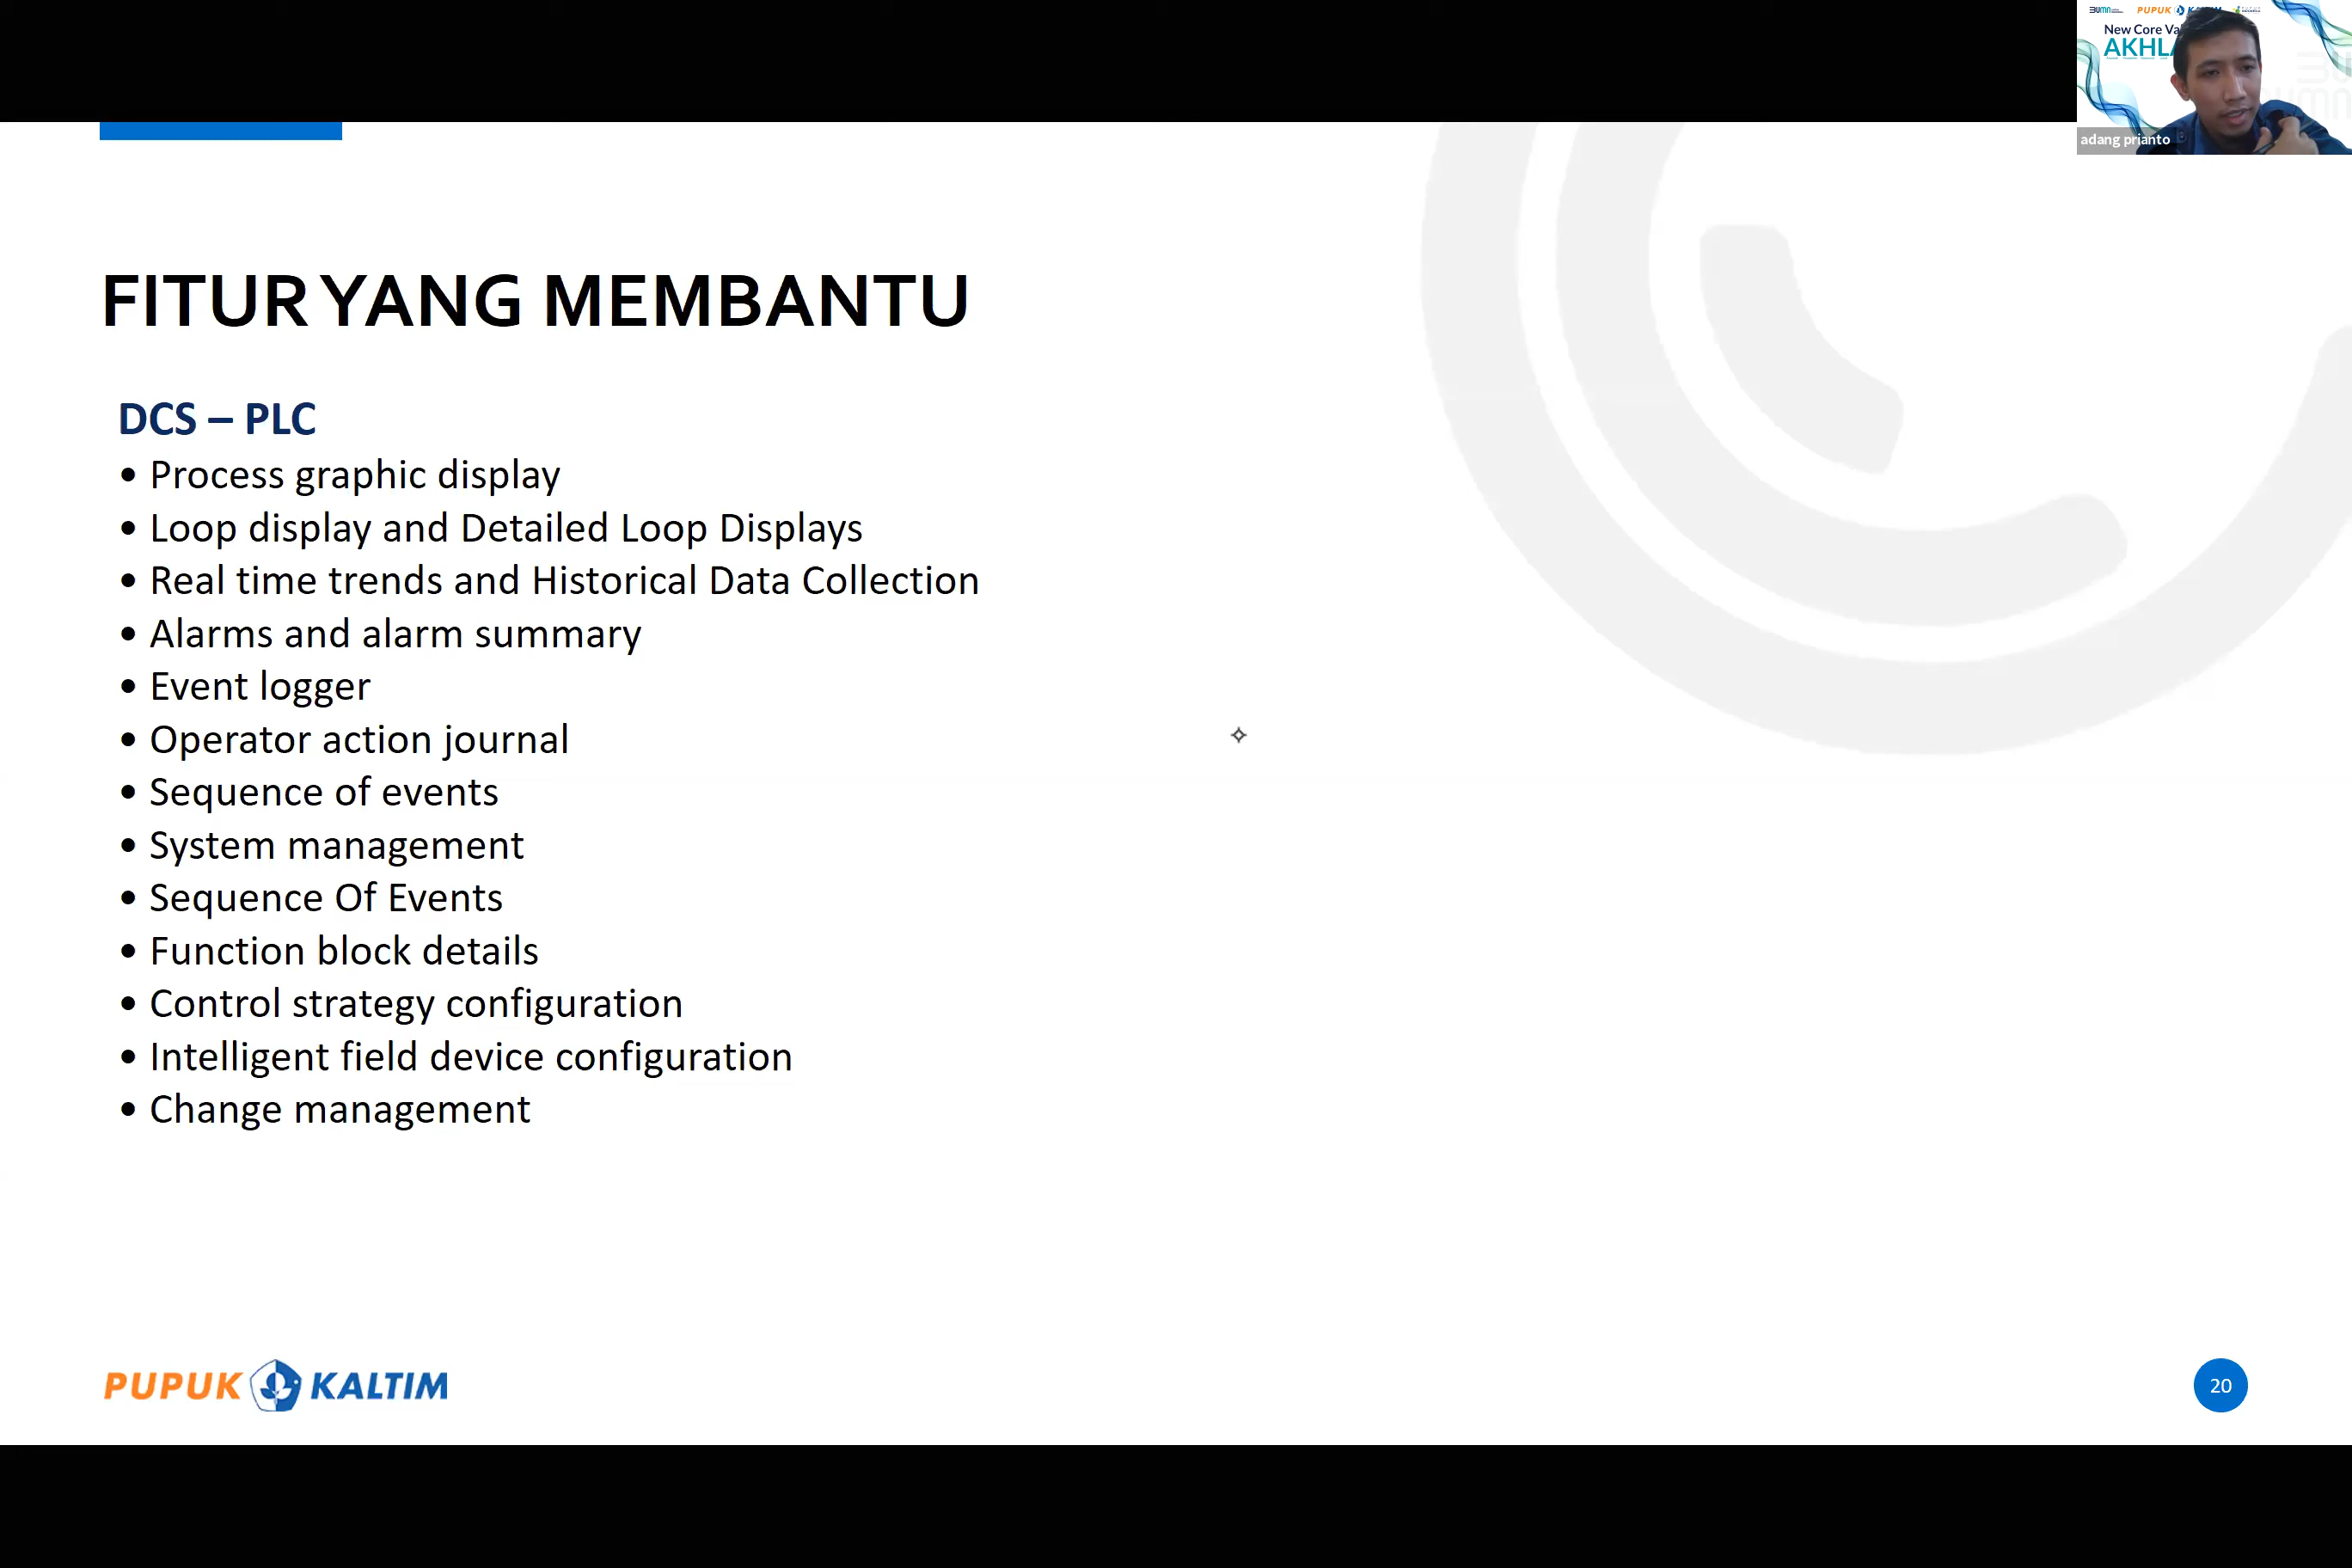 PUPUK
New Core Va
AKHLA
adang prianto
FITUR YANG MEMBANTU
DCS – PLC
• Process graphic display
• Loop display and Detailed Loop Displays
• Real time trends and Historical Data Collection
• Alarms and alarm summary
• Event logger
• Operator action journal
• Sequence of events
• System management
• Sequence Of Events
• Function block details
• Control strategy configuration
• Intelligent field device configuration
• Change management
PUPUK KALTIM
20